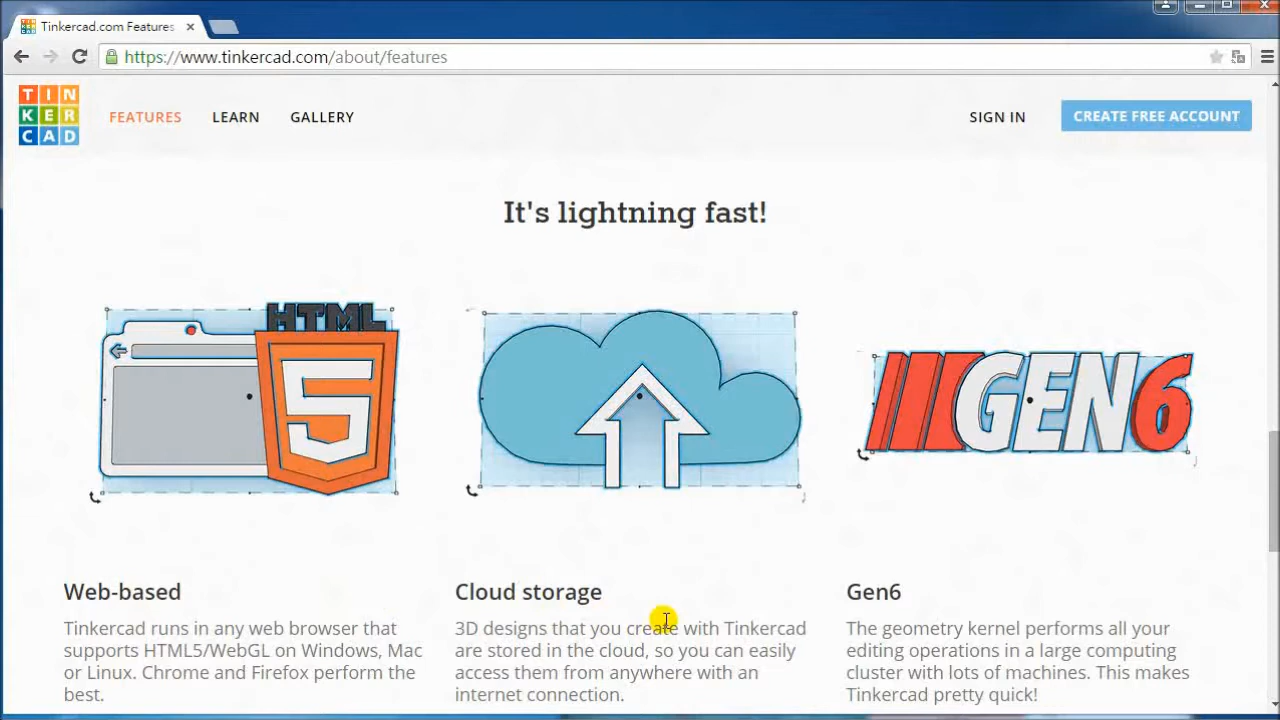 Tinkercad.com Features
https://www.tinkercad.com/about/features
TIN
KER
CAD
FEATURES LEARN GALLERY SIGN IN CREATE FREE ACCOUNT
It's lightning fast!
HTML
5
GEN6
Web-based
Tinkercad runs in any web browser that
supports HTML5/WebGL on Windows, Mac
or Linux. Chrome and Firefox perform the
best.
Cloud storage
3D designs that you create with Tinkercad
are stored in the cloud, so you can easily
access them from anywhere with an
internet connection.
Gen6
The geometry kernel performs all your
editing operations in a large computing
cluster with lots of machines. This makes
Tinkercad pretty quick!